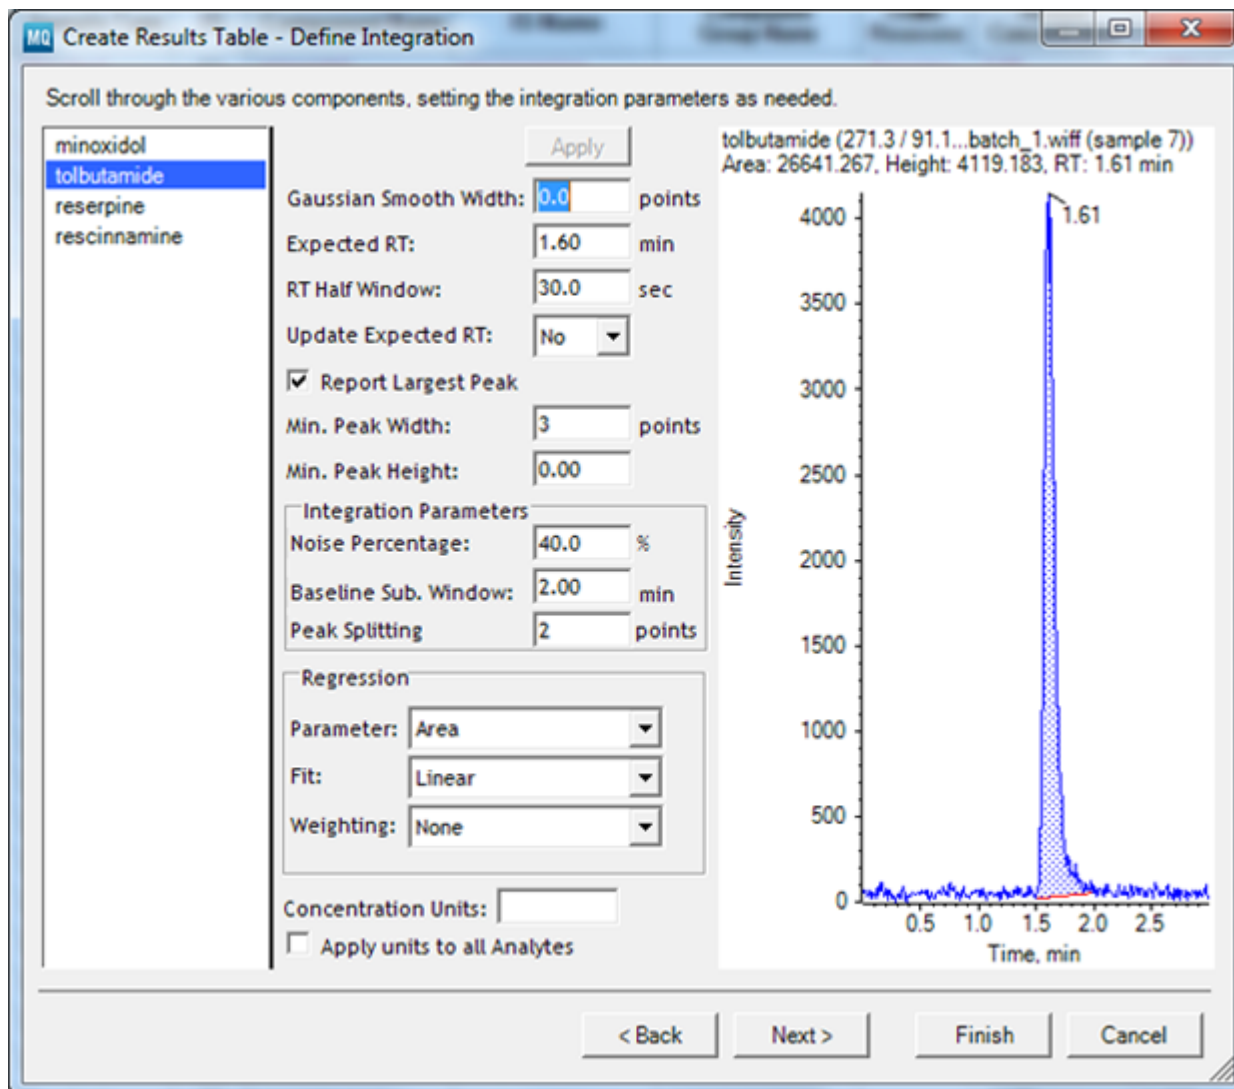 MQ Create Results Table - Define Integration
Scroll through the various components, setting the integration parameters as needed.
minoxidol
tolbutamide
reserpine
rescinnamine
Apply
Gaussian Smooth Width: 0.0 points
Expected RT: 1.60 min
RT Half Window: 30.0 sec
Update Expected RT: No
Report Largest Peak
Min. Peak Width: 3 points
Min. Peak Height: 0.00
Integration Parameters
Noise Percentage: 40.0 %
Baseline Sub. Window: 2.00 min
Peak Splitting 2 points
Regression
Parameter: Area
Fit: Linear
Weighting: None
Concentration Units:
Apply units to all Analytes
tolbutamide (271.3 / 91.1...batch_1.wiff (sample 7))
Area: 26641.267, Height: 4119.183, RT: 1.61 min
1.61
4000
3500
3000
2500
2000
1500
1000
500
0
Intensity
0.5 1.0 1.5 2.0 2.5
Time, min
< Back Next > Finish Cancel